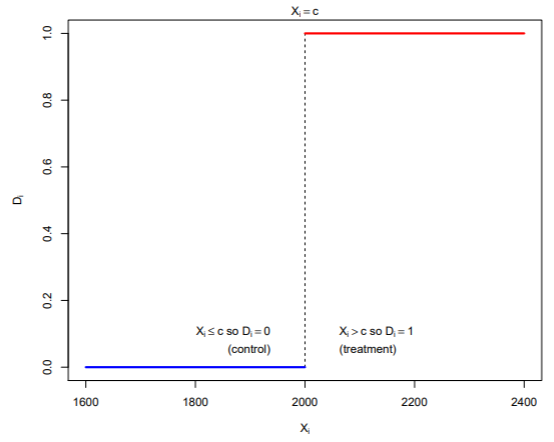 Xᵢ = c
1.0
0.8
0.6
0.4
0.2
0.0
Dᵢ
Xᵢ ≤ c so Dᵢ = 0
(control)
Xᵢ > c so Dᵢ = 1
(treatment)
1600
1800
2000
2200
2400
Xᵢ